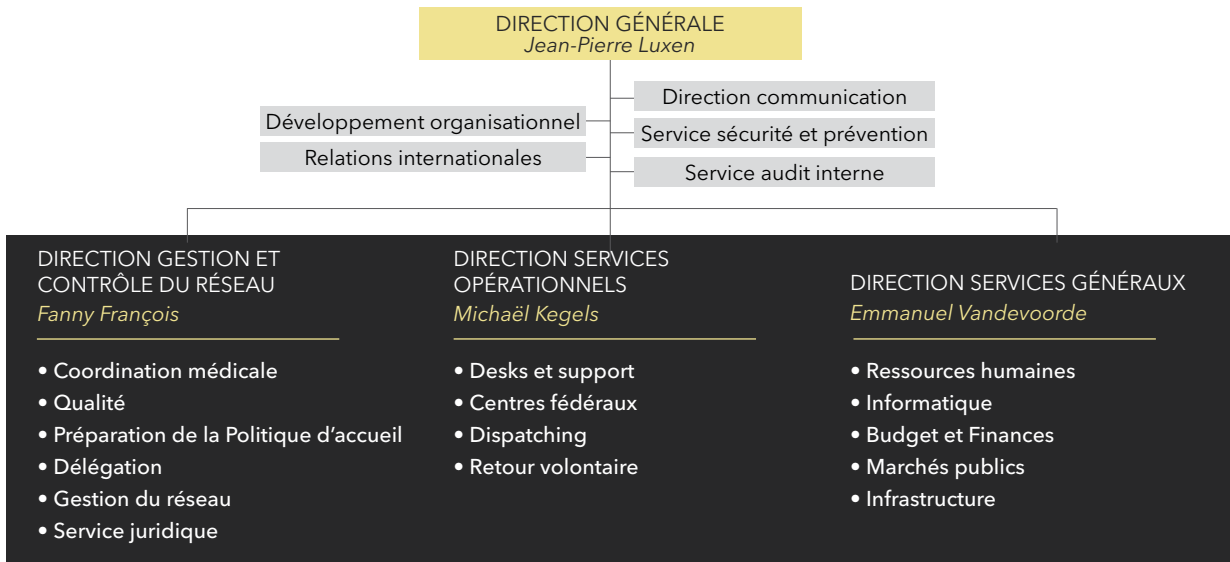 DIRECTION GÉNÉRALE
Jean-Pierre Luxen
Direction communication
Développement organisationnel
Service sécurité et prévention
Relations internationales
Service audit interne
DIRECTION GESTION ET
CONTRÔLE DU RÉSEAU
Fanny François
• Coordination médicale
• Qualité
• Préparation de la Politique d’accueil
• Délégation
• Gestion du réseau
• Service juridique
DIRECTION SERVICES
OPÉRATIONNELS
Michaël Kegels
• Desks et support
• Centres fédéraux
• Dispatching
• Retour volontaire
DIRECTION SERVICES GÉNÉRAUX
Emmanuel Vandevoorde
• Ressources humaines
• Informatique
• Budget et Finances
• Marchés publics
• Infrastructure